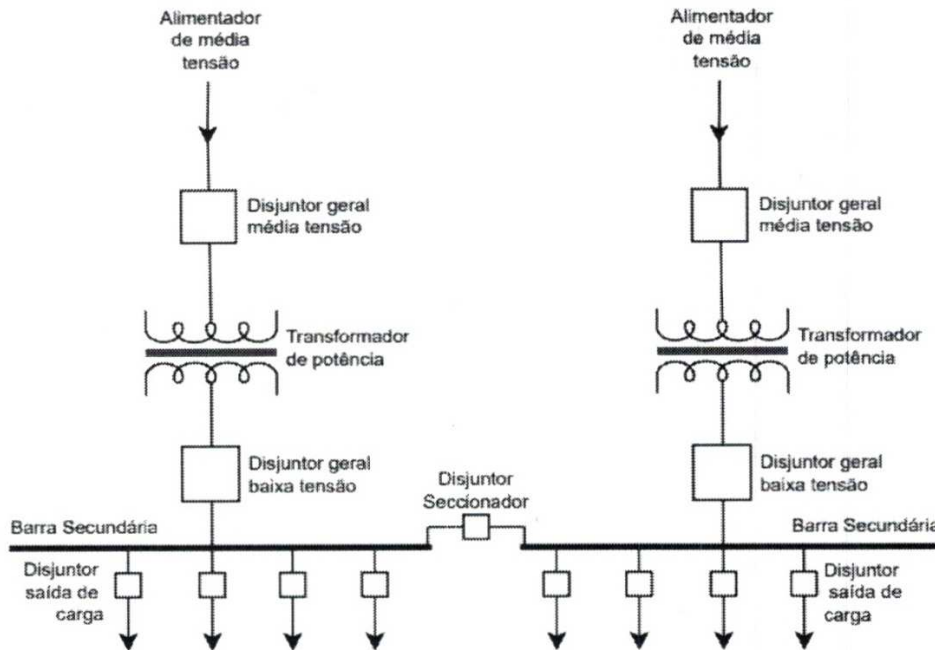 Alimentador
de média
tensão
Alimentador
de média
tensão
Disjuntor geral
média tensão
Disjuntor geral
média tensão
Transformador
de potência
Transformador
de potência
Disjuntor geral
baixa tensão
Disjuntor geral
baixa tensão
Disjuntor
Seccionador
Barra Secundária
Barra Secundária
Disjuntor
saída de
carga
Disjuntor
saída de
carga